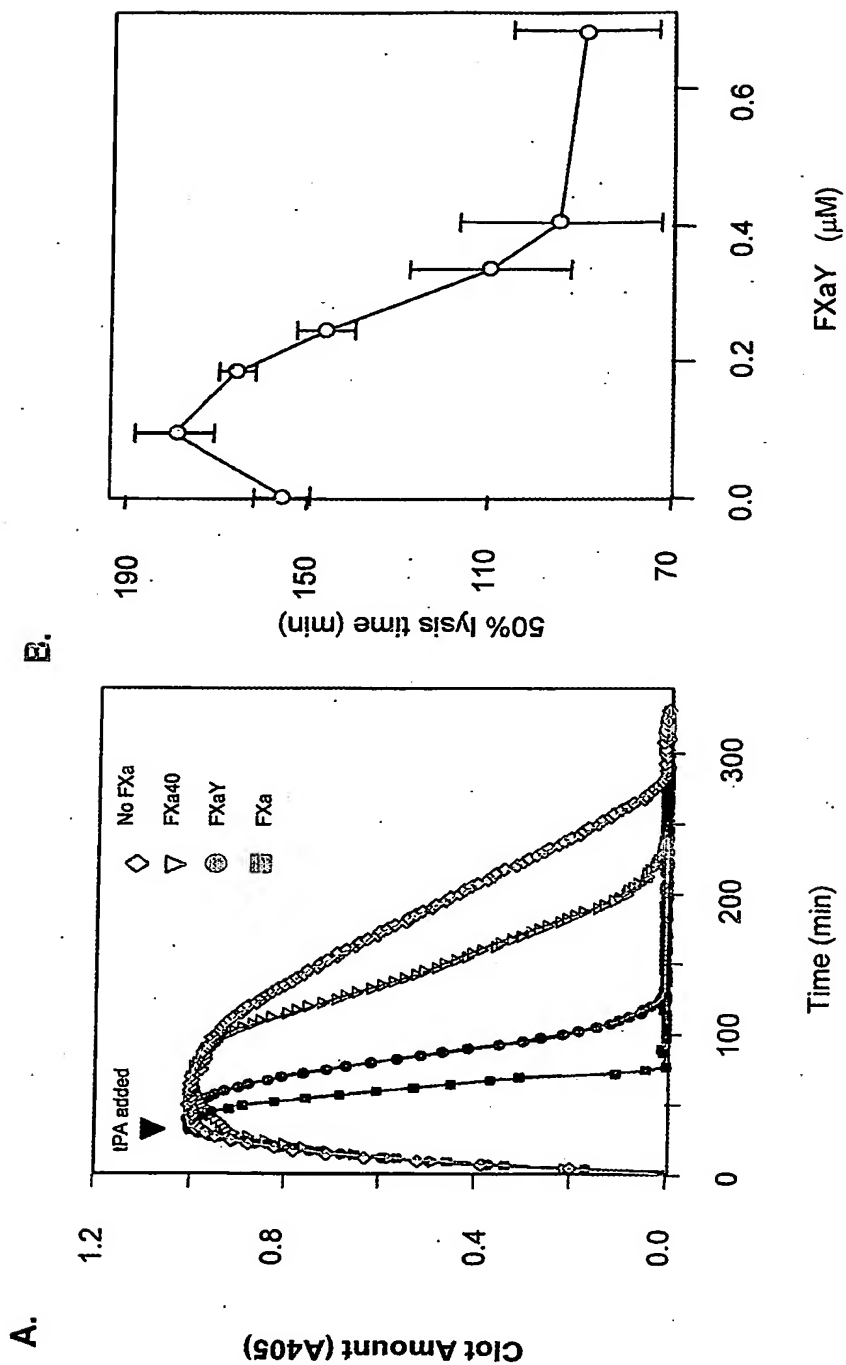 A.
Clot Amount (A405)
1.2
0.8
0.4
0.0
tPA added
No FXa
FXa40
FXaY
FXa
0
100
200
300
Time (min)
B.
50% lysis time (min)
190
150
110
70
0.0
0.2
0.4
0.6
FXaY (µM)